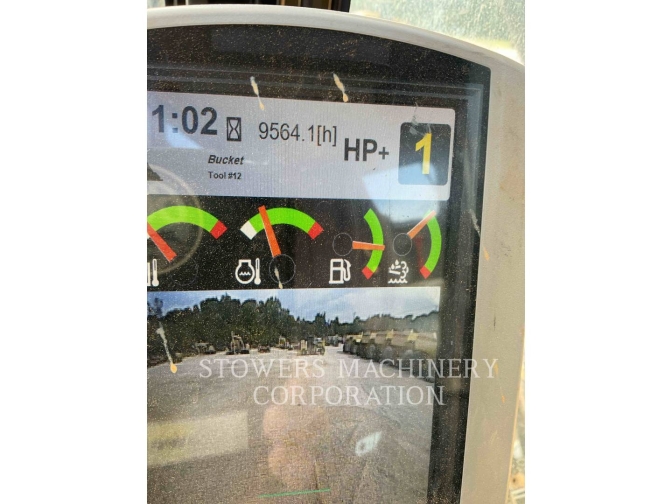 1:02 9564.1[h] HP+ 1
Bucket
Tool #12
STOWERS MACHINERY
CORPORATION